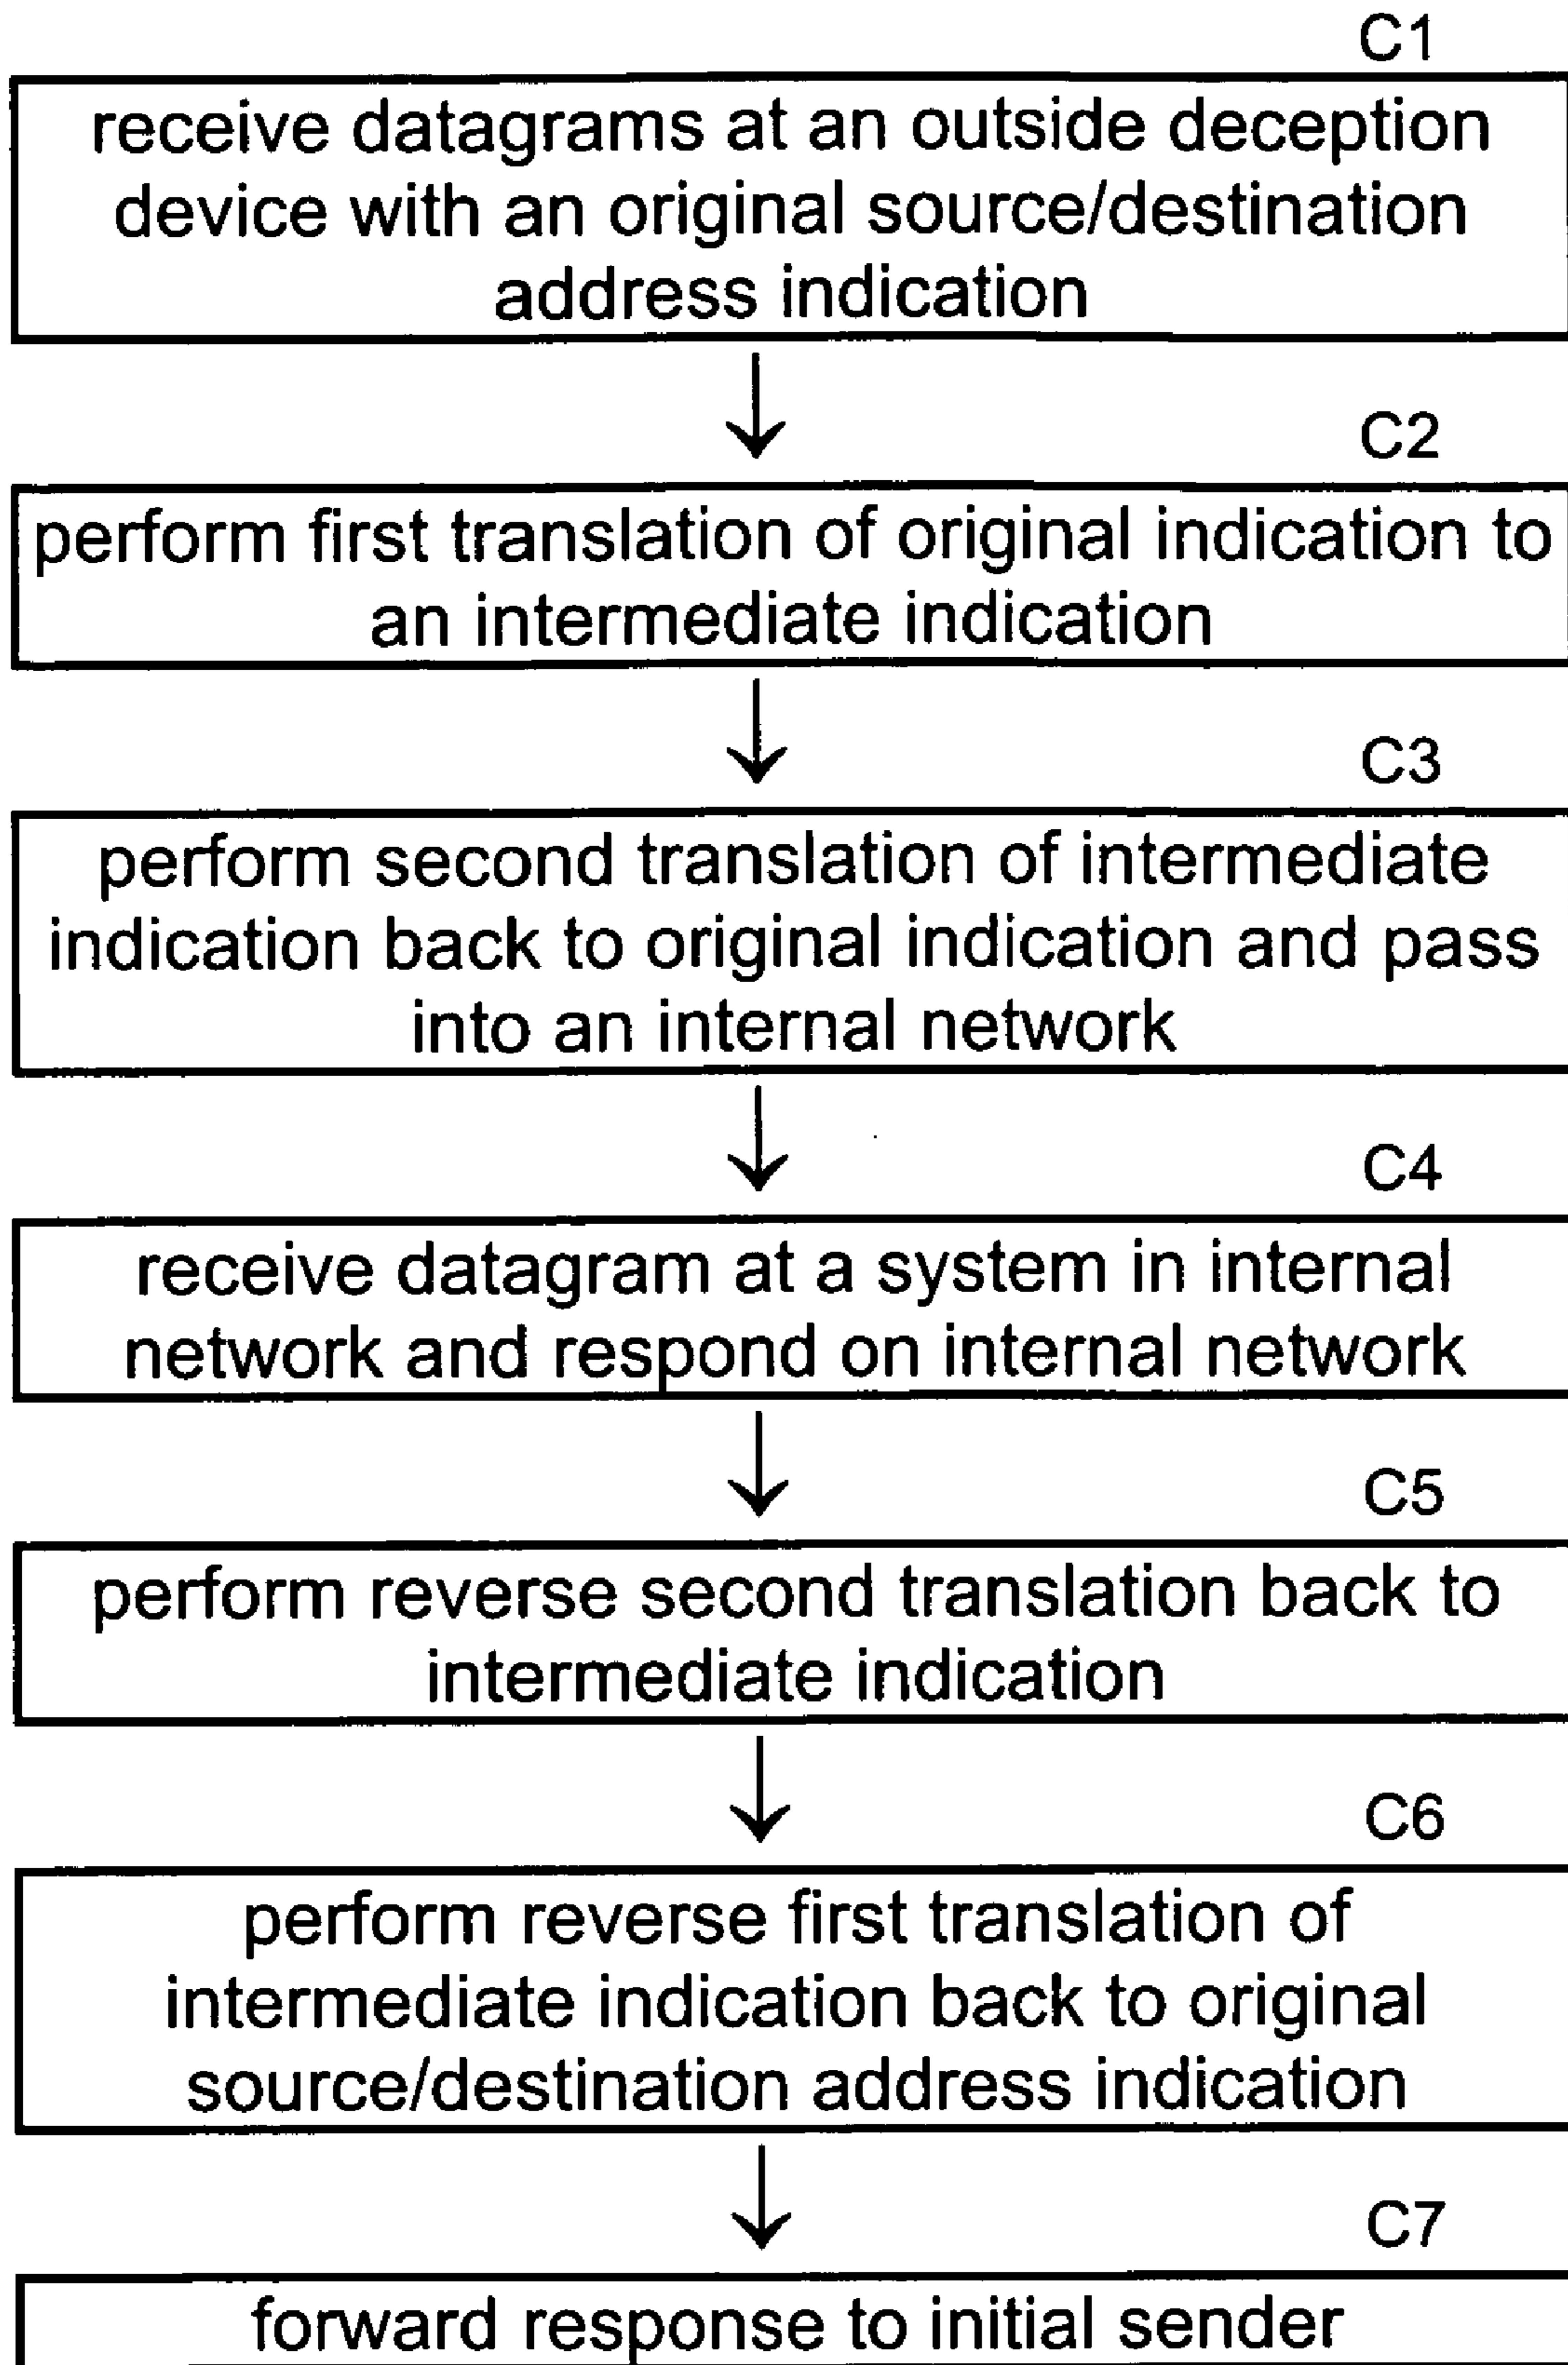 C1
receive datagrams at an outside deception
device with an original source/destination
address indication
C2
perform first translation of original indication to
an intermediate indication
C3
perform second translation of intermediate
indication back to original indication and pass
into an internal network
C4
receive datagram at a system in internal
network and respond on internal network
C5
perform reverse second translation back to
intermediate indication
C6
perform reverse first translation of
intermediate indication back to original
source/destination address indication
C7
forward response to initial sender